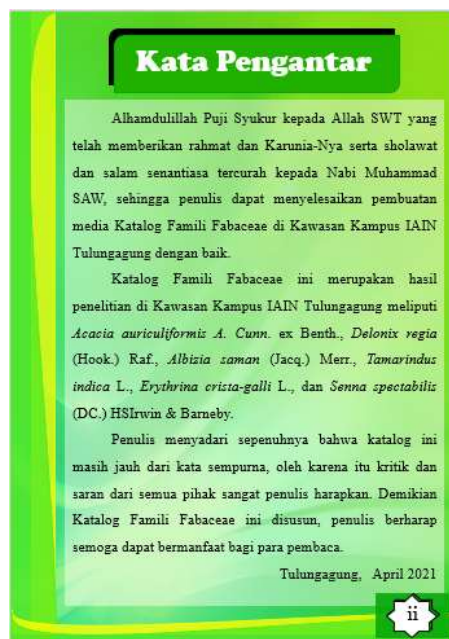 Kata Pengantar
Alhamdulillah Puji Syukur kepada Allah SWT yang
telah memberikan rahmat dan Karunia-Nya serta sholawat
dan salam senantiasa tercurah kepada Nabi Muhammad
SAW, sehingga penulis dapat menyelesaikan pembuatan
media Katalog Famili Fabaceae di Kawasan Kampus IAIN
Tulungagung dengan baik.
Katalog Famili Fabaceae ini merupakan hasil
penelitian di Kawasan Kampus IAIN Tulungagung meliputi
Acacia auriculiformis A. Cunn. ex Benth., Delonix regia
(Hook.) Raf., Albizia saman (Jacq.) Merr., Tamarindus
indica L., Erythrina crista-galli L., dan Senna spectabilis
(DC.) HSIrwin & Barneby.
Penulis menyadari sepenuhnya bahwa katalog ini
masih jauh dari kata sempurna, oleh karena itu kritik dan
saran dari semua pihak sangat penulis harapkan. Demikian
Katalog Famili Fabaceae ini disusun, penulis berharap
semoga dapat bermanfaat bagi para pembaca.
Tulungagung, April 2021
ii